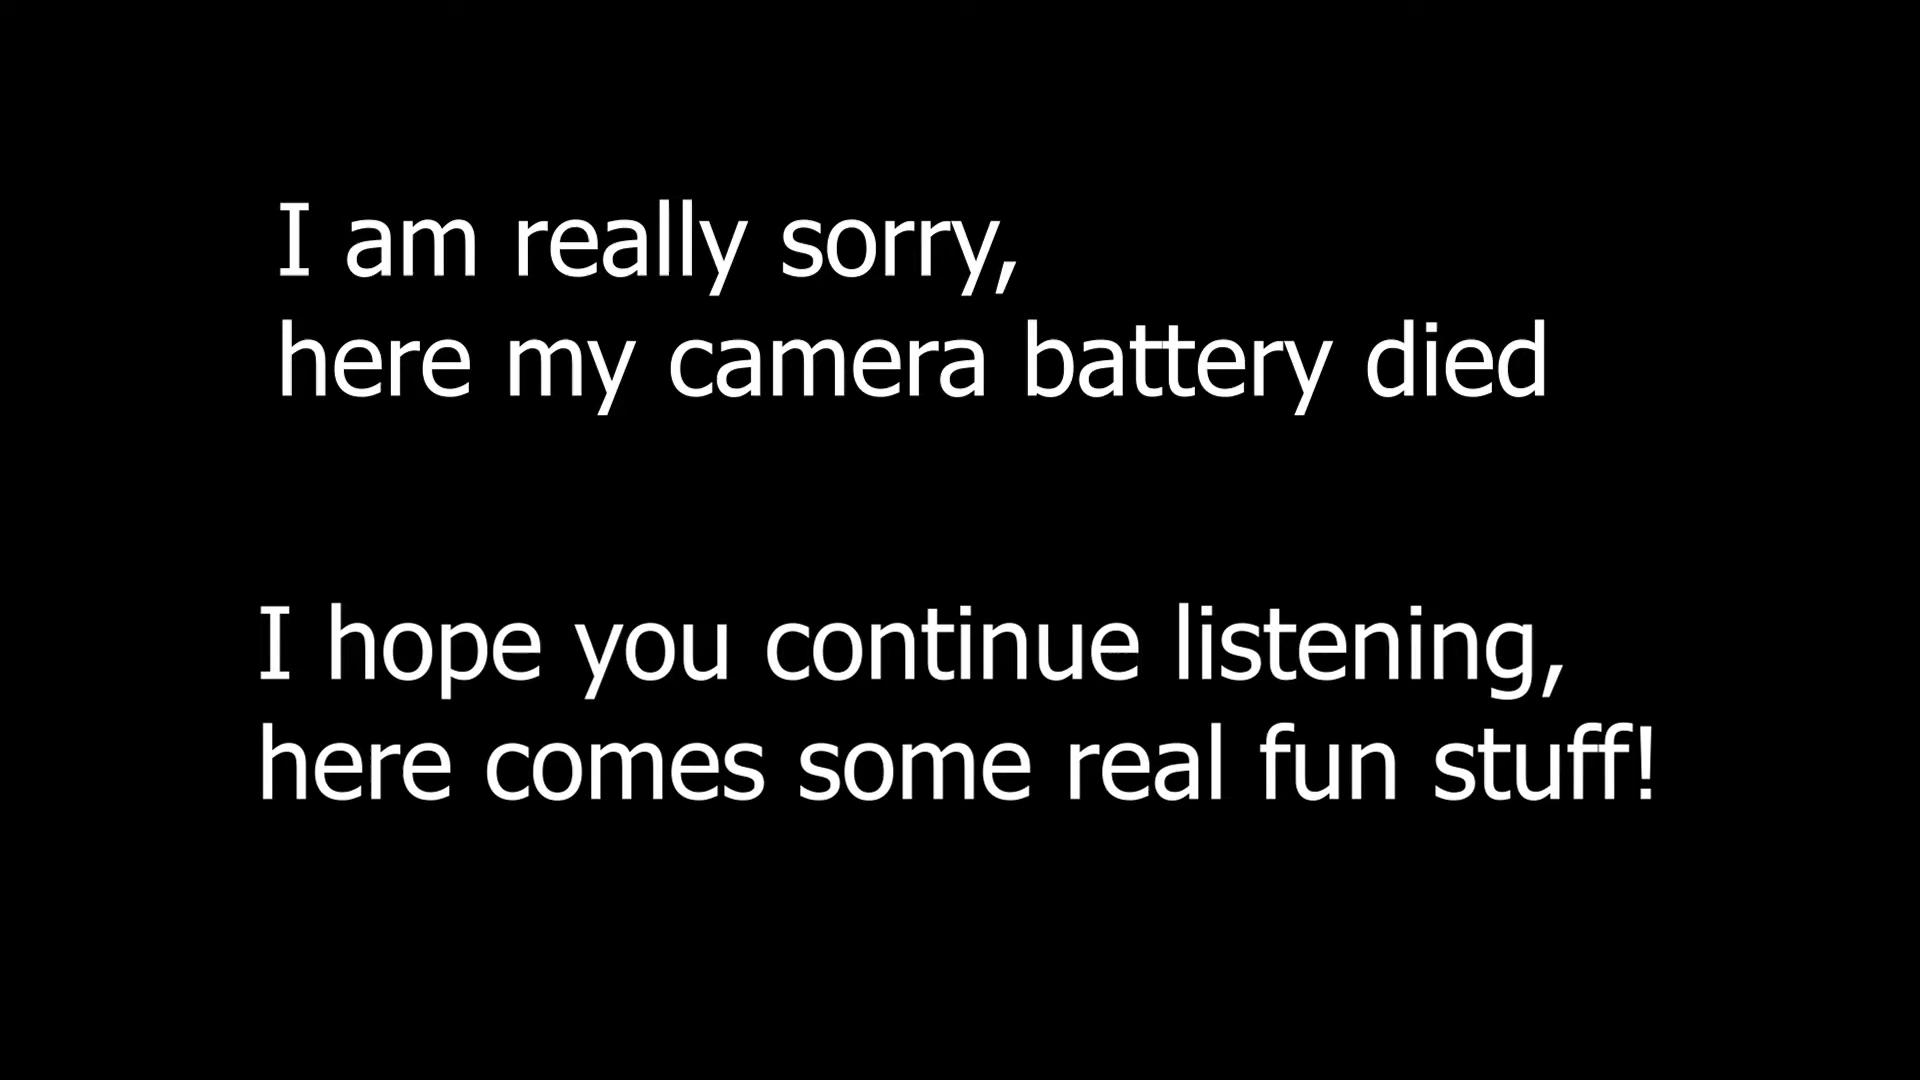 I am really sorry,
here my camera battery died
I hope you continue listening,
here comes some real fun stuff!